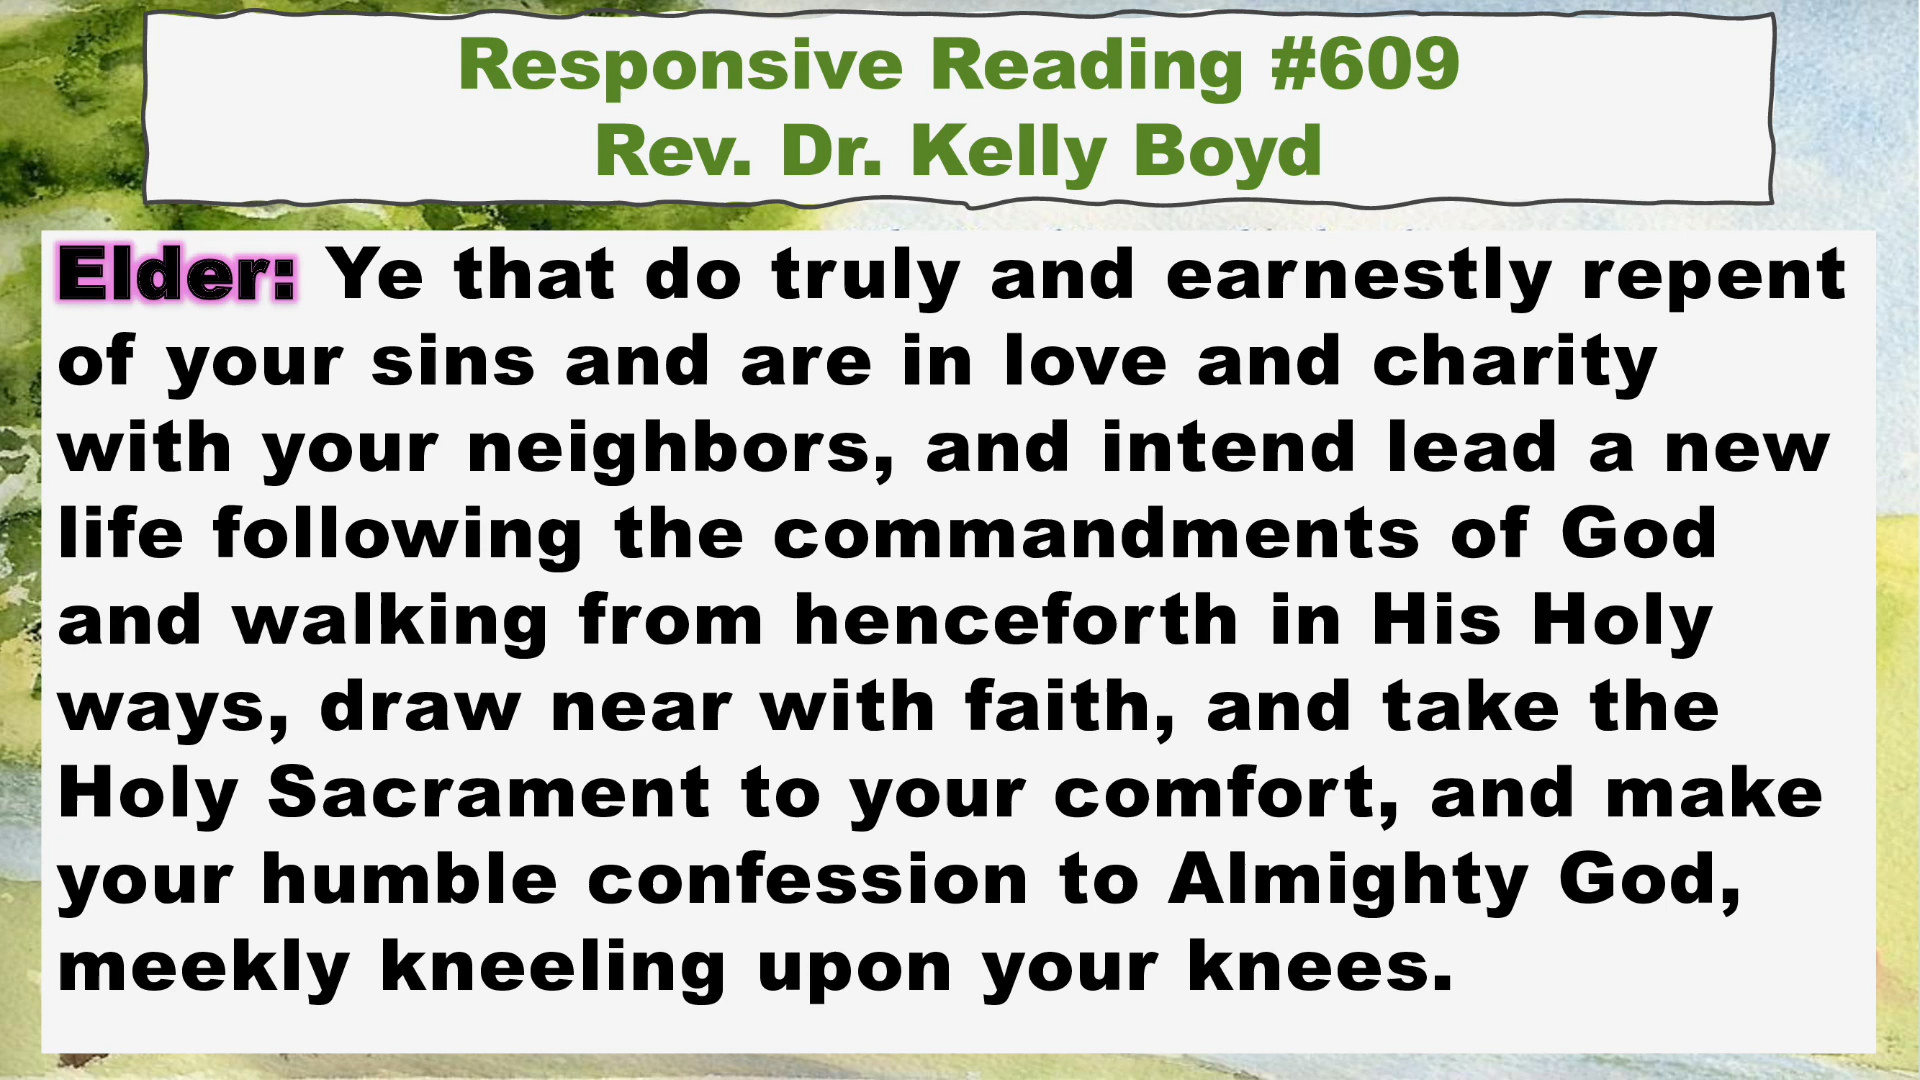 Responsive Reading #609
Rev. Dr. Kelly Boyd
Elder: Ye that do truly and earnestly repent
of your sins and are in love and charity
with your neighbors, and intend lead a new
life following the commandments of God
and walking from henceforth in His Holy
ways, draw near with faith, and take the
Holy Sacrament to your comfort, and make
your humble confession to Almighty God,
meekly kneeling upon your knees.